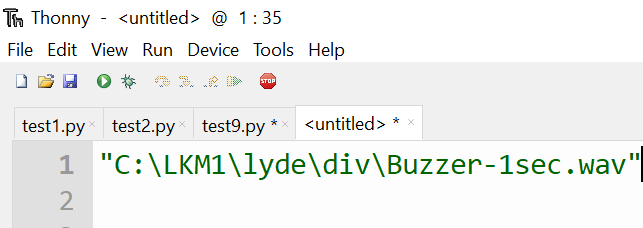 Thonny - <untitled> @ 1 : 35
File Edit View Run Device Tools Help
STOP
test1.py test2.py test9.py * <untitled> *
1 "C:\LKM1\lyde\div\Buzzer-1sec.wav"
2